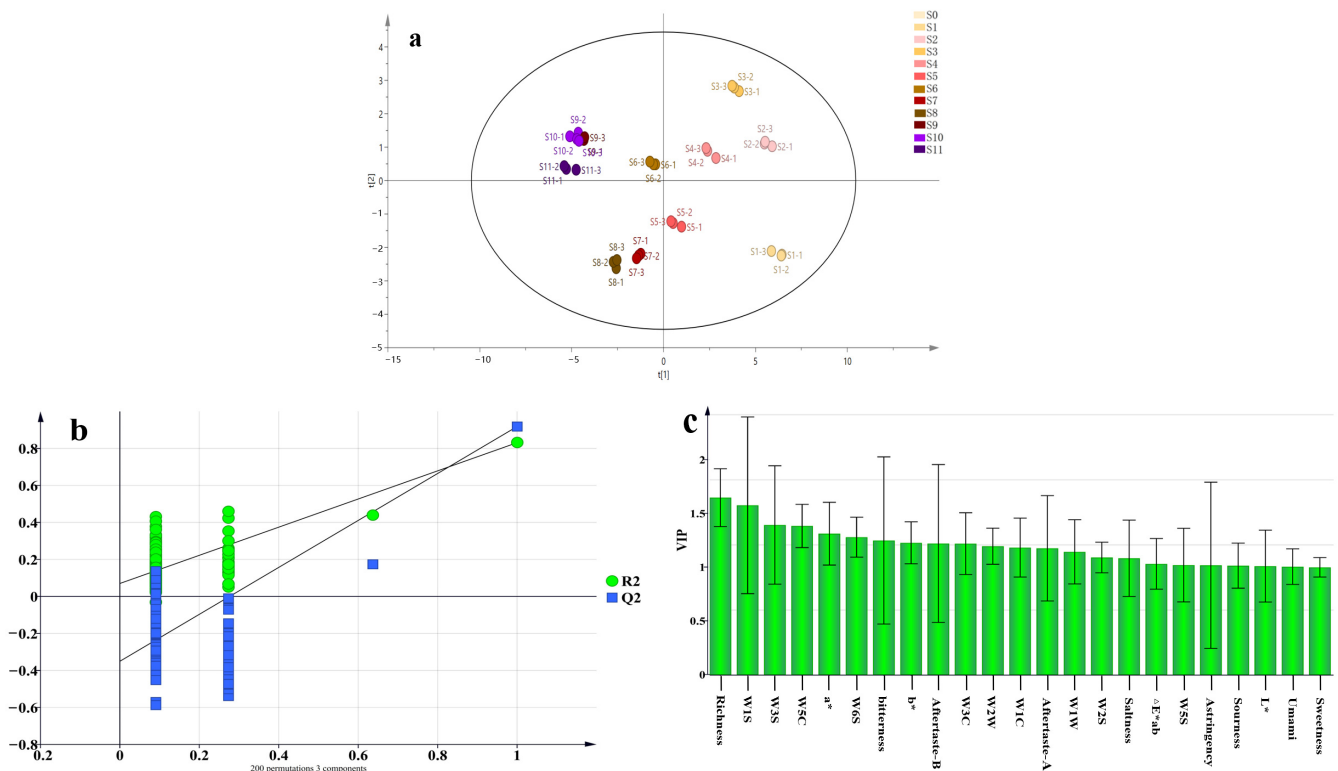 a
S0
S1
S2
S3
S4
S5
S6
S7
S8
S9
S10
S11
4
3
2
1
0
−1
−2
−3
−4
−5
t[2]
−15
−10
−5
0
5
10
t[1]
S3-2
S3-3
S3-1
S9-2
S10-1
S9-3
S10-2
S10-3
S9-1
S11-2
S11-3
S11-1
S2-3
S2-2
S2-1
S4-3
S4-2
S4-1
S6-3
S6-1
S6-2
S5-2
S5-3
S5-1
S7-1
S8-3
S7-2
S8-2
S7-3
S8-1
S1-3
S1-1
S1-2
b
0.8
0.6
0.4
0.2
0
−0.2
−0.4
−0.6
−0.8
0.2
0
0.2
0.4
0.6
0.8
1
200 permutations 3 components
R2
Q2
c
VIP
2
1.5
1
0.5
0
Richness
W1S
W3S
W5C
a*
W6S
bitterness
b*
Aftertaste-B
W3C
W2W
W1C
Aftertaste-A
W1W
W2S
Saltness
△E*ab
W5S
Astringency
Sourness
L*
Umami
Sweetness